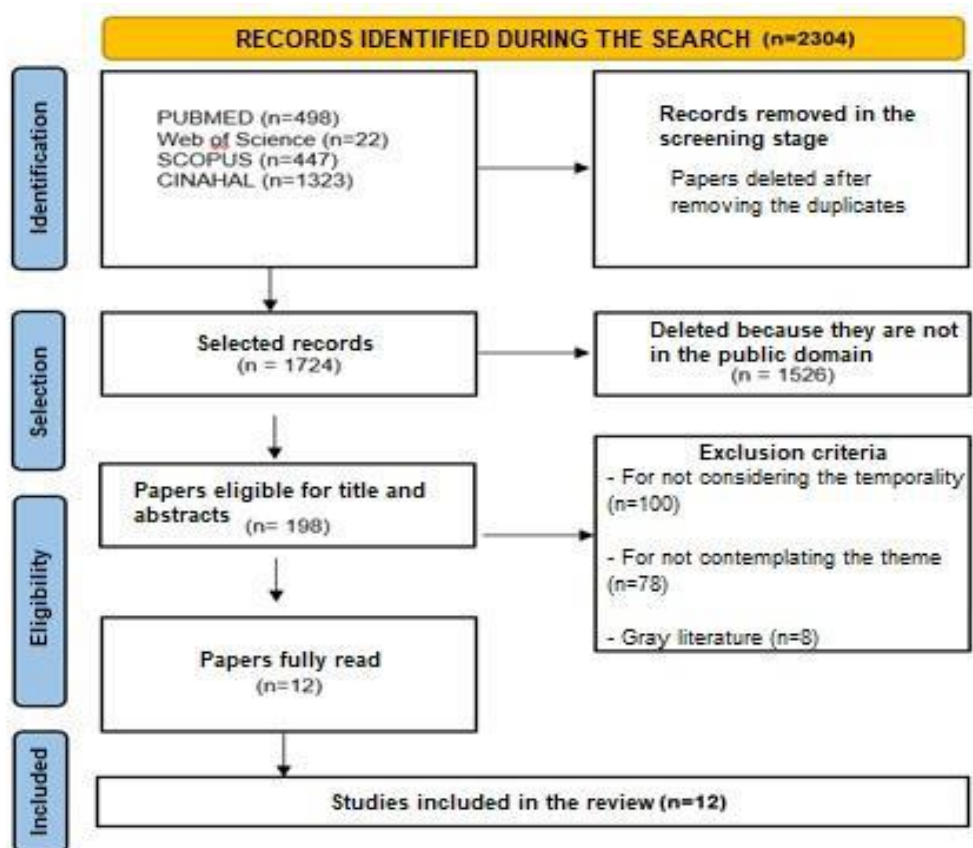 RECORDS IDENTIFIED DURING THE SEARCH (n=2304)
Identification
PUBMED (n=498)
Web of Science (n=22)
SCOPUS (n=447)
CINAHAL (n=1323)
Records removed in the
screening stage
Papers deleted after
removing the duplicates
Selection
Selected records
(n = 1724)
Deleted because they are not
in the public domain
(n = 1526)
Eligibility
Papers eligible for title and
abstracts (n= 198)
Exclusion criteria
- For not considering the temporality
(n=100)
- For not contemplating the theme
(n=78)
- Gray literature (n=8)
Papers fully read
(n=12)
Included
Studies included in the review (n=12)